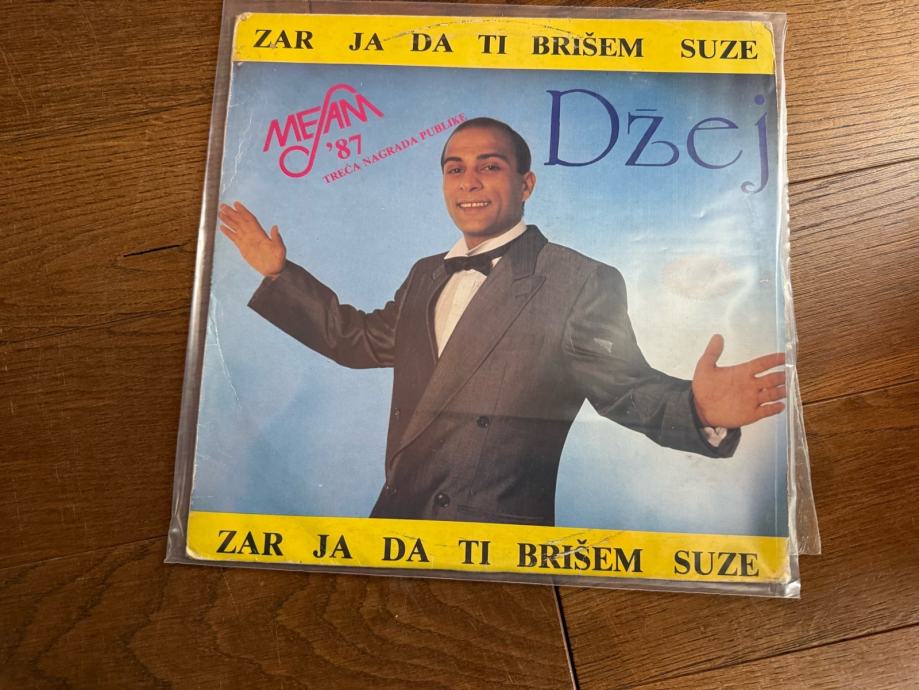 ZAR JA DA TI BRIŠEM SUZE
MESAM
'87
TREĆA NAGRADA PUBLIKE
Džej
ZAR JA DA TI BRIŠEM SUZE